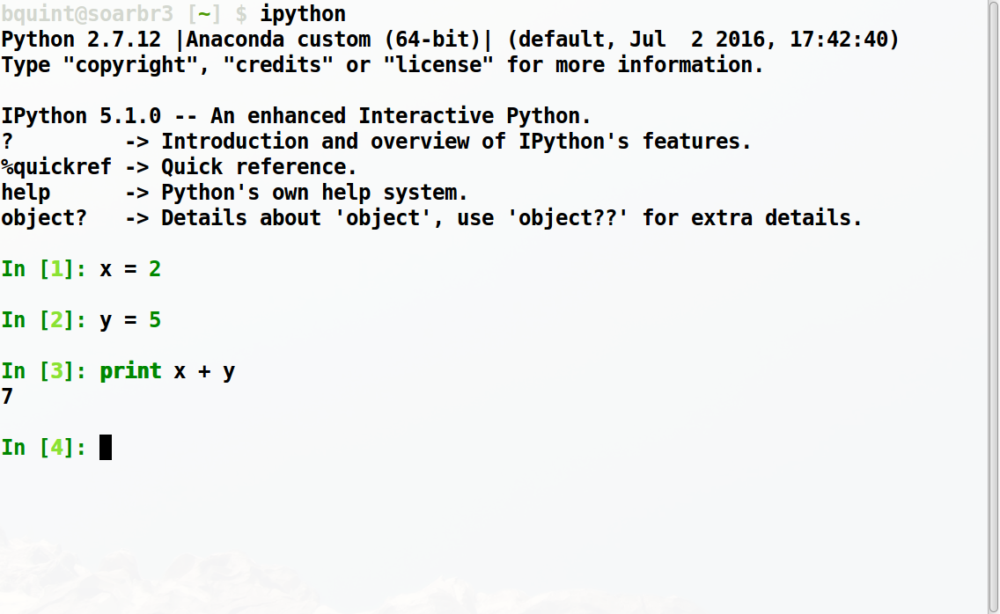 bquint@soarbr3 [~] $ ipython
Python 2.7.12 |Anaconda custom (64-bit)| (default, Jul  2 2016, 17:42:40)
Type "copyright", "credits" or "license" for more information.
IPython 5.1.0 -- An enhanced Interactive Python.
?         -> Introduction and overview of IPython's features.
%quickref -> Quick reference.
help      -> Python's own help system.
object?   -> Details about 'object', use 'object??' for extra details.
In [1]: x = 2
In [2]: y = 5
In [3]: print x + y
7
In [4]: